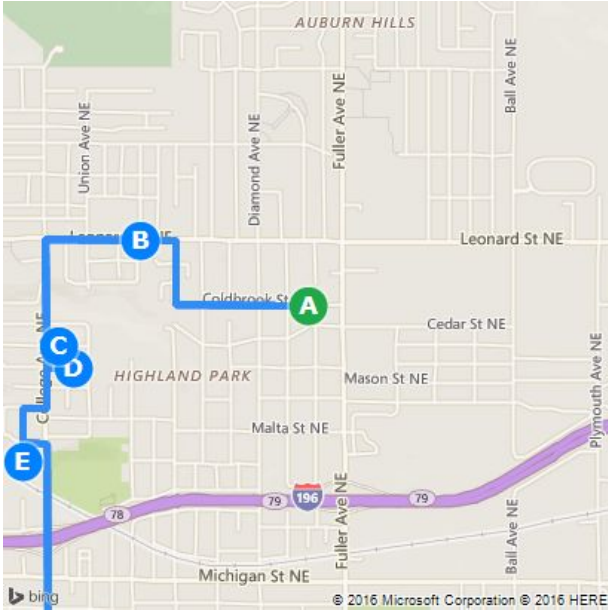 AUBURN HILLS
Union Ave NE
Diamond Ave NE
Fuller Ave NE
Ball Ave NE
B
NE
Leonard St NE
Coldbrook St
A
Cedar St NE
C
D
HIGHLAND PARK
Mason St NE
NE
Malta St NE
Plymouth Ave NE
E
79
196
79
78
Fuller Ave NE
Ball Ave NE
Michigan St NE
bing
© 2016 Microsoft Corporation © 2016 HERE